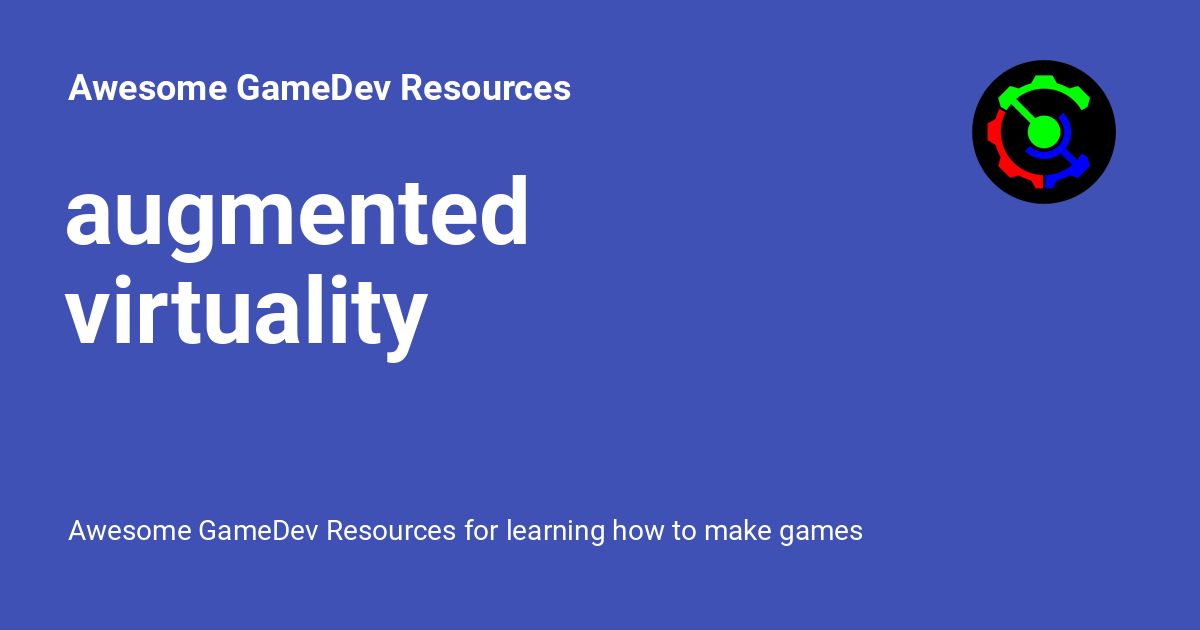 Awesome GameDev Resources
augmented
virtuality
Awesome GameDev Resources for learning how to make games